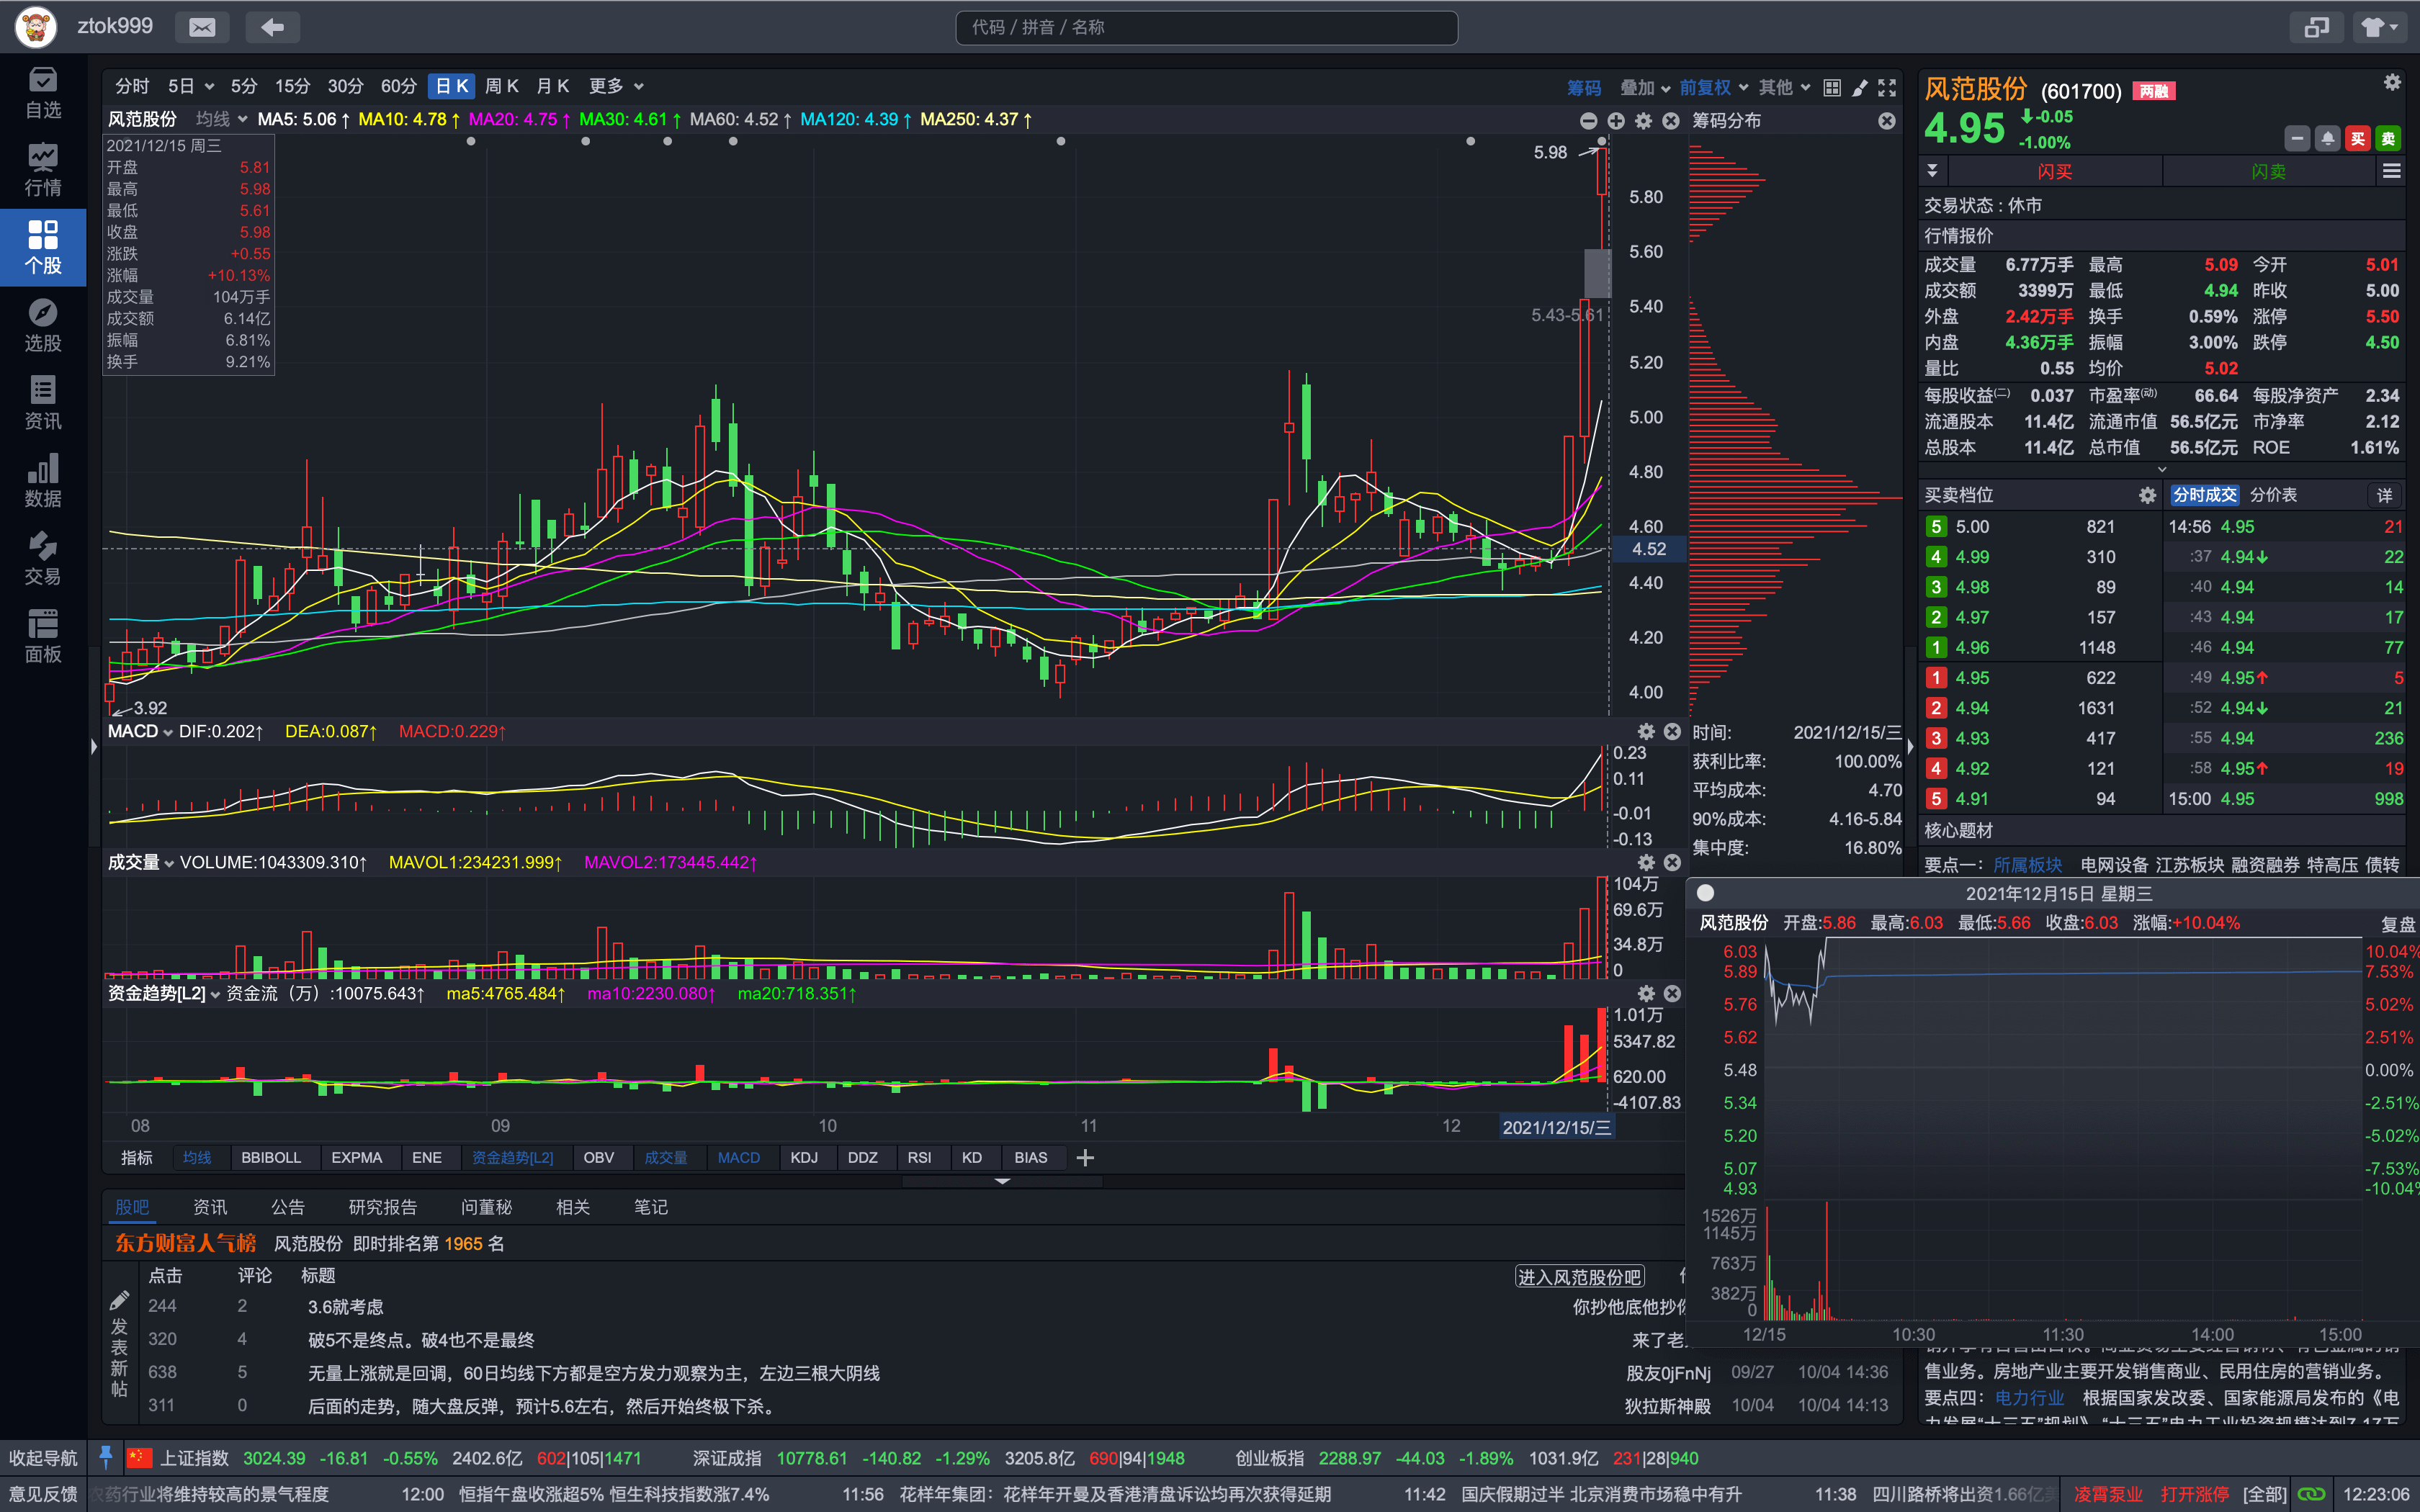 ztok999
代码 / 拼音 / 名称
自选
行情
个股
选股
资讯
数据
交易
面板
分时 5日 5分 15分 30分 60分 日K 周K 月K 更多 筹码 叠加 前复权 其他
风范股份 均线 MA5: 5.06↑ MA10: 4.78↑ MA20: 4.75↑ MA30: 4.61↑ MA60: 4.52↑ MA120: 4.39↑ MA250: 4.37↑
筹码分布
2021/12/15 周三
开盘 5.81
最高 5.98
最低 5.61
收盘 5.98
涨跌 +0.55
涨幅 +10.13%
成交量 104万手
成交额 6.14亿
振幅 6.81%
换手 9.21%
5.98
5.43-5.61
3.92
5.80
5.60
5.40
5.20
5.00
4.80
4.60
4.52
4.40
4.20
4.00
MACD DIF:0.202↑ DEA:0.087↑ MACD:0.229↑
0.23
0.11
-0.01
-0.13
成交量 VOLUME:1043309.310↑ MAVOL1:234231.999↑ MAVOL2:173445.442↑
104万
69.6万
34.8万
0
资金趋势[L2] 资金流（万）:10075.643↑ ma5:4765.484↑ ma10:2230.080↑ ma20:718.351↑
1.01万
5347.82
620.00
-4107.83
08 09 10 11 12 2021/12/15/三
指标 均线 BBIBOLL EXPMA ENE 资金趋势[L2] OBV 成交量 MACD KDJ DDZ RSI KD BIAS
时间: 2021/12/15/三
获利比率: 100.00%
平均成本: 4.70
90%成本: 4.16-5.84
集中度: 16.80%
股吧 资讯 公告 研究报告 问董秘 相关 笔记
东方财富人气榜 风范股份 即时排名第 1965 名
发表新帖
点击 评论 标题 进入风范股份吧
244 2 3.6就考虑 你抄他底他抄
320 4 破5不是终点。破4也不是最终 来了老
638 5 无量上涨就是回调，60日均线下方都是空方发力观察为主，左边三根大阴线 股友0jFnNj 09/27 10/04 14:36
311 0 后面的走势，随大盘反弹，预计5.6左右，然后开始终极下杀。 狄拉斯神殿 10/04 10/04 14:13
风范股份 (601700) 两融
4.95 -0.05
-1.00%
买 卖
闪买 闪卖
交易状态：休市
行情报价
成交量 6.77万手 最高 5.09 今开 5.01
成交额 3399万 最低 4.94 昨收 5.00
外盘 2.42万手 换手 0.59% 涨停 5.50
内盘 4.36万手 振幅 3.00% 跌停 4.50
量比 0.55 均价 5.02
每股收益(二) 0.037 市盈率(动) 66.64 每股净资产 2.34
流通股本 11.4亿 流通市值 56.5亿元 市净率 2.12
总股本 11.4亿 总市值 56.5亿元 ROE 1.61%
买卖档位 分时成交 分价表 详
5 5.00 821 14:56 4.95 21
4 4.99 310 :37 4.94↓ 22
3 4.98 89 :40 4.94 14
2 4.97 157 :43 4.94 17
1 4.96 1148 :46 4.94 77
1 4.95 622 :49 4.95↑ 5
2 4.94 1631 :52 4.94↓ 21
3 4.93 417 :55 4.94 236
4 4.92 121 :58 4.95↑ 19
5 4.91 94 15:00 4.95 998
核心题材
要点一： 所属板块 电网设备 江苏板块 融资融券 特高压 债转
2021年12月15日 星期三
风范股份 开盘:5.86 最高:6.03 最低:5.66 收盘:6.03 涨幅:+10.04% 复盘
6.03 10.04%
5.89 7.53%
5.76 5.02%
5.62 2.51%
5.48 0.00%
5.34 -2.51%
5.20 -5.02%
5.07 -7.53%
4.93 -10.04%
1526万
1145万
763万
382万
0
12/15 10:30 11:30 14:00 15:00
售业务。房地产业主要开发销售商业、民用住房的营销业务。
要点四： 电力行业 根据国家发改委、国家能源局发布的《电
力发展“十三五”规划》，“十三五”电力工业投资规模达到7.17万
收起导航 上证指数 3024.39 -16.81 -0.55% 2402.6亿 602|105|1471 深证成指 10778.61 -140.82 -1.29% 3205.8亿 690|94|1948 创业板指 2288.97 -44.03 -1.89% 1031.9亿 231|28|940
意见反馈 农药行业将维持较高的景气程度 12:00 恒指午盘收涨超5% 恒生科技指数涨7.4% 11:56 花样年集团：花样年开曼及香港清盘诉讼均再次获得延期 11:42 国庆假期过半 北京消费市场稳中有升 11:38 四川路桥将出资1.66亿 凌霄泵业 打开涨停 [全部] 12:23:06